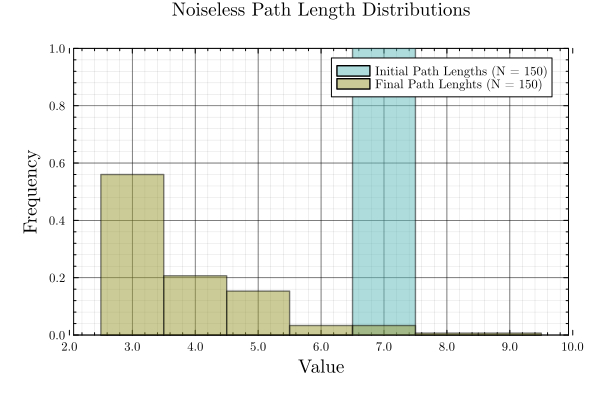 Noiseless Path Length Distributions
1.0
Initial Path Lengths (N = 150)
Final Path Lenghts (N = 150)
0.8
0.6
Frequency
0.4
0.2
0.0
2.0 3.0 4.0 5.0 6.0 7.0 8.0 9.0 10.0
Value